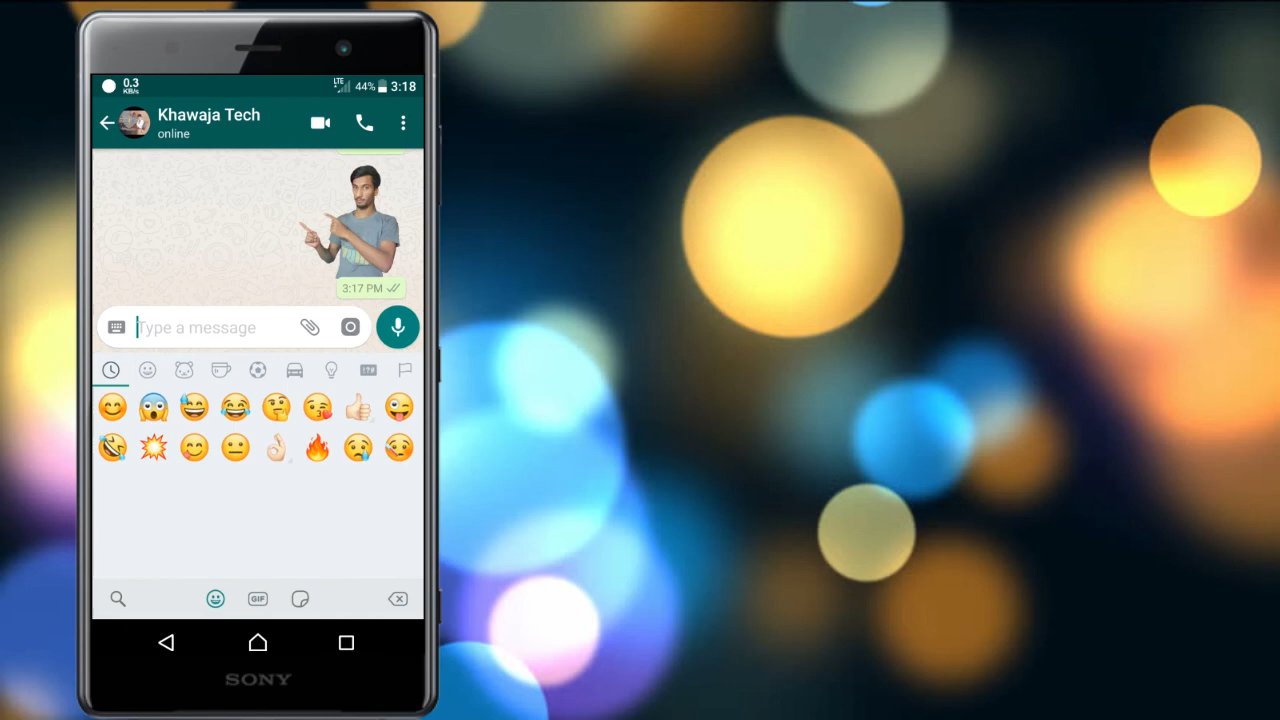 0.3
KB/s
LTE
44%
3:18
Khawaja Tech
online
3:17 PM
Type a message
!?#
GIF
SONY